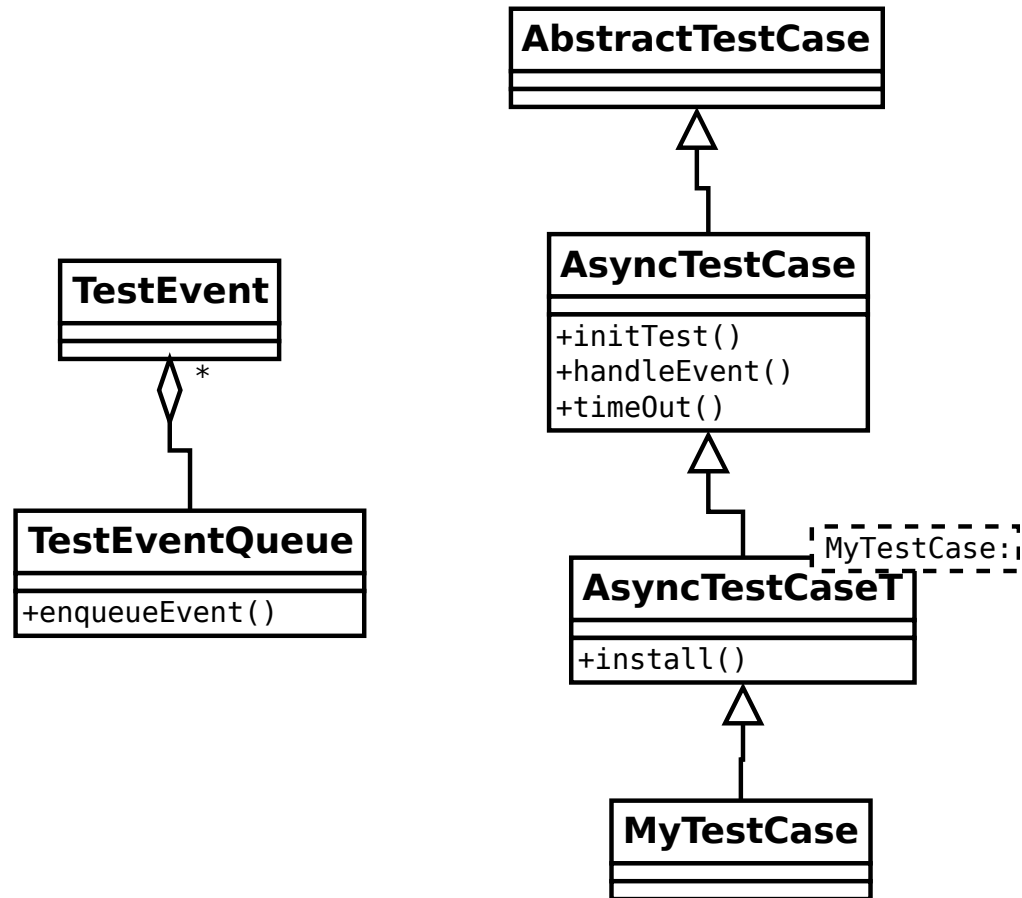 AbstractTestCase
AsyncTestCase
+initTest()
+handleEvent()
+timeOut()
TestEvent
*
TestEventQueue
+enqueueEvent()
MyTestCase:
AsyncTestCaseT
+install()
MyTestCase